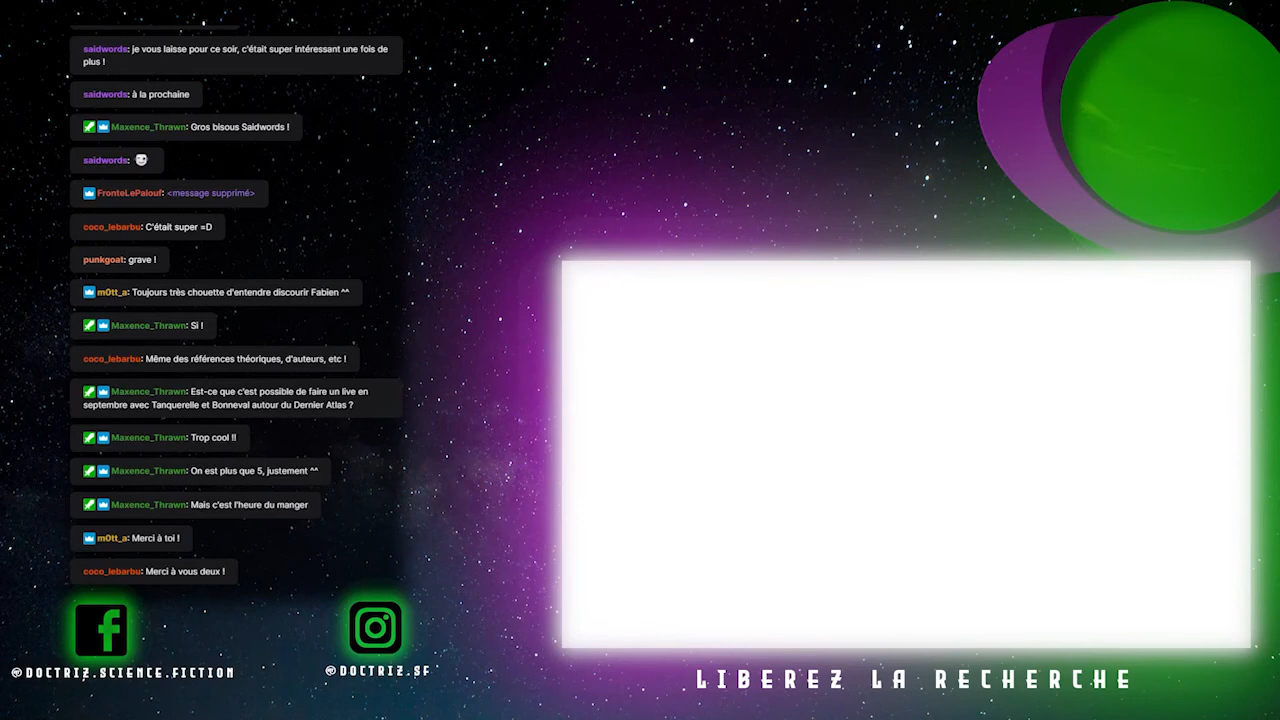 saidwords: je vous laisse pour ce soir, c'était super intéressant une fois de
plus !
saidwords: à la prochaine
Maxence_Thrawn: Gros bisous Saidwords !
saidwords:
FronteLePalouf: <message supprimé>
coco_lebarbu: C'était super =D
punkgoat: grave !
m0tt_a: Toujours très chouette d'entendre discourir Fabien ^^
Maxence_Thrawn: Si !
coco_lebarbu: Même des références théoriques, d'auteurs, etc !
Maxence_Thrawn: Est-ce que c'est possible de faire un live en
septembre avec Tanquerelle et Bonneval autour du Dernier Atlas ?
Maxence_Thrawn: Trop cool !!
Maxence_Thrawn: On est plus que 5, justement ^^
Maxence_Thrawn: Mais c'est l'heure du manger
m0tt_a: Merci à toi !
coco_lebarbu: Merci à vous deux !
@DOCTRIZ.SCIENCE.FICTION
@DOCTRIZ.SF
LIBEREZ LA RECHERCHE